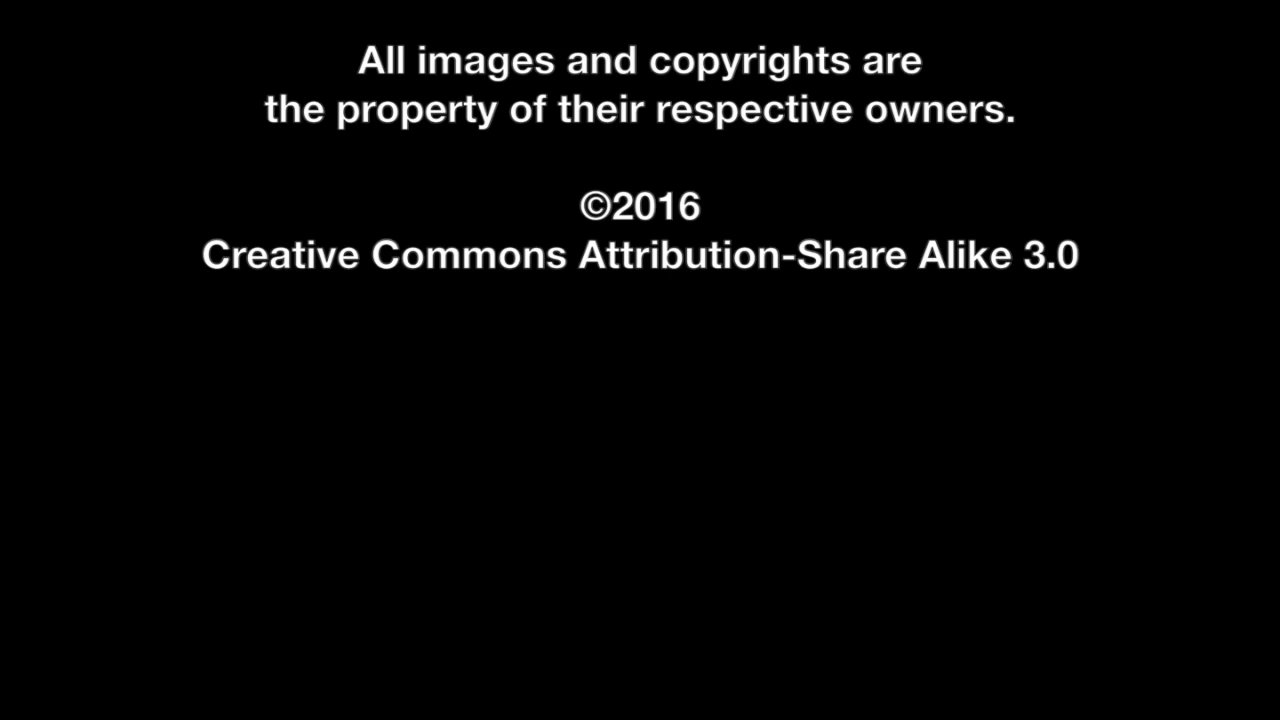 All images and copyrights are
the property of their respective owners.
©2016
Creative Commons Attribution-Share Alike 3.0